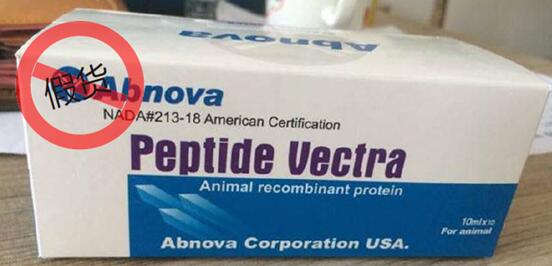 Abnova
假货
Abnova
NADA#213-18 American Certification
Peptide Vectra
Animal recombinant protein
10ml×10
For animal
Abnova Corporation USA.